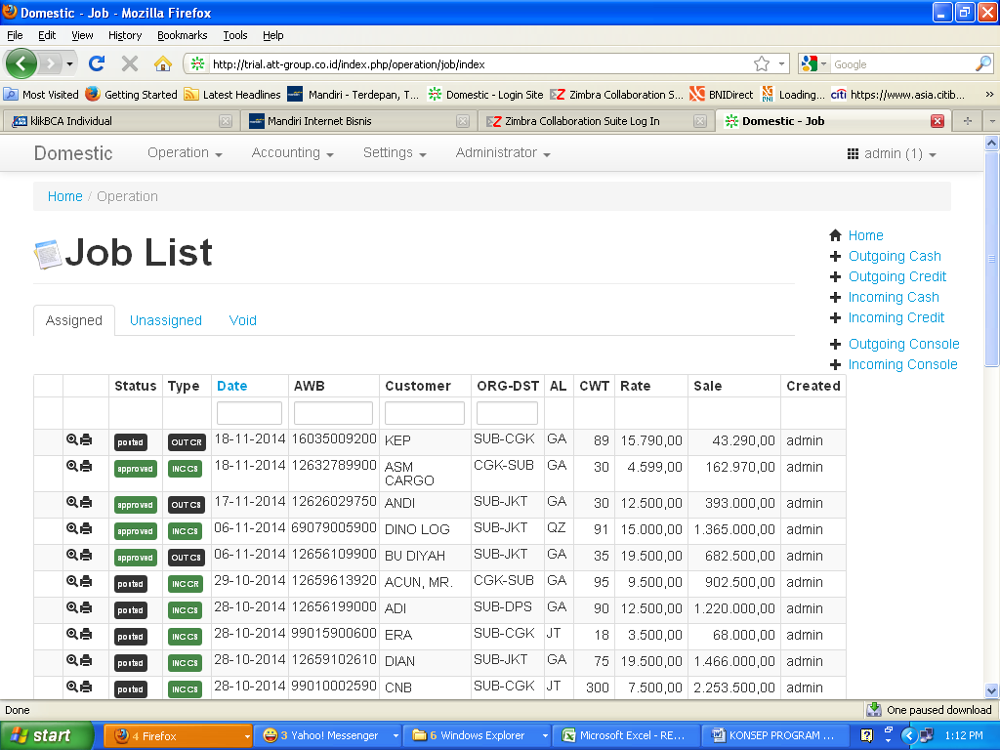 Domestic - Job - Mozilla Firefox
File Edit View History Bookmarks Tools Help
http://trial.att-group.co.id/index.php/operation/job/index
Google
Most Visited Getting Started Latest Headlines Mandiri - Terdepan, T... Domestic - Login Site Zimbra Collaboration S... BNIDirect Loading... citi https://www.asia.citib... »
klikBCA Individual Mandiri Internet Bisnis Zimbra Collaboration Suite Log In Domestic - Job
Domestic Operation Accounting Settings Administrator admin (1)
Home / Operation
Job List
Home
Outgoing Cash
Outgoing Credit
Incoming Cash
Incoming Credit
Outgoing Console
Incoming Console
Assigned Unassigned Void
Status Type Date AWB Customer ORG-DST AL CWT Rate Sale Created
posted OUT CR 18-11-2014 16035009200 KEP SUB-CGK GA 89 15.790,00 43.290,00 admin
approved INC CS 18-11-2014 12632789900 ASM CARGO CGK-SUB GA 30 4.599,00 162.970,00 admin
approved OUT CS 17-11-2014 12626029750 ANDI SUB-JKT GA 30 12.500,00 393.000,00 admin
approved INC CS 06-11-2014 69079005900 DINO LOG SUB-JKT QZ 91 15.000,00 1.365.000,00 admin
approved OUT CS 06-11-2014 12656109900 BU DIYAH SUB-JKT GA 35 19.500,00 682.500,00 admin
posted INC CR 29-10-2014 12659613920 ACUN, MR. CGK-SUB GA 95 9.500,00 902.500,00 admin
posted INC CS 28-10-2014 12656199000 ADI SUB-DPS GA 90 12.500,00 1.220.000,00 admin
posted INC CS 28-10-2014 99015900600 ERA SUB-CGK JT 18 3.500,00 68.000,00 admin
posted INC CS 28-10-2014 12659102610 DIAN SUB-JKT GA 75 19.500,00 1.466.000,00 admin
posted INC CS 28-10-2014 99010002590 CNB SUB-CGK JT 300 7.500,00 2.253.500,00 admin
Done One paused download
start 4 Firefox 3 Yahoo! Messenger 6 Windows Explorer Microsoft Excel - RE... KONSEP PROGRAM ... 1:12 PM